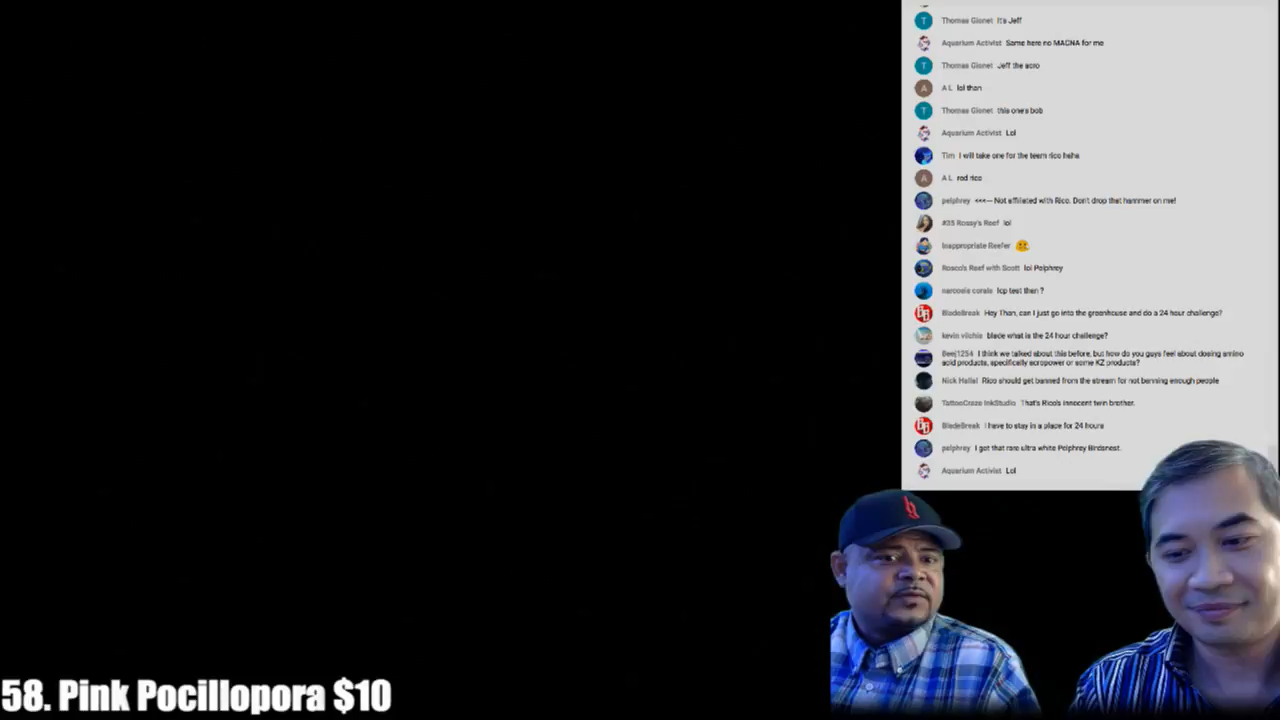 Thomas Gionet It's Jeff
Aquarium Activist Same here no MACNA for me
Thomas Gionet Jeff the acro
A L lol than
Thomas Gionet this one's bob
Aquarium Activist Lol
Tim I will take one for the teem rico haha
A L rod rico
pelphrey <<<--- Not affiliated with Rico. Don't drop that hammer on me!
#25 Rossy's Reef lol
Inappropriate Reefer
Rosco's Reef with Scott lol Pelphrey
narcosis corals Icp test than ?
BladeBreak Hey Than, can I just go into the greenhouse and do a 24 hour challenge?
kevin vilchis blade what is the 24 hour challenge?
Beej1254 I think we talked about this before, but how do you guys feel about dosing amino
acid products, specifically acropower or some KZ products?
Nick Hallal Rico should get banned from the stream for not banning enough people
TattooCraze InkStudio That's Rico's innocent twin brother.
BladeBreak I have to stay in a place for 24 hours
pelphrey I got that rare ultra white Pelphrey Birdsnest.
Aquarium Activist Lol
58. Pink Pocillopora $10